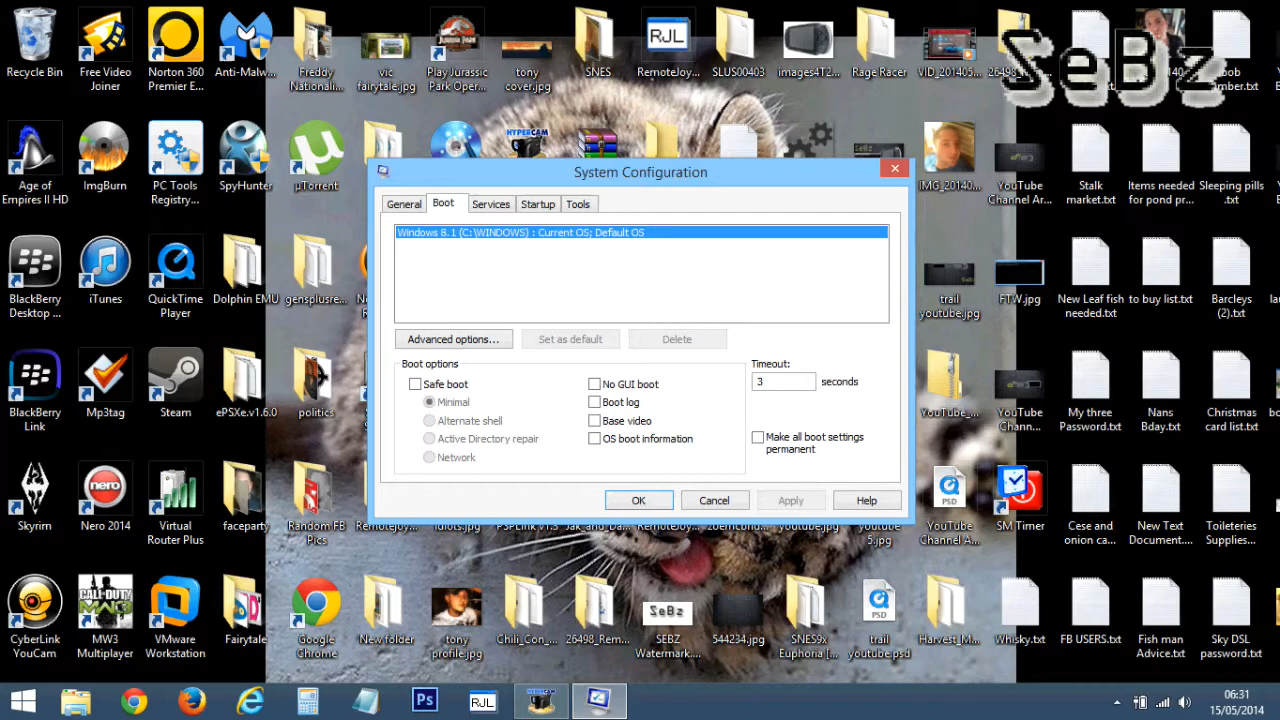 Recycle Bin
Free Video
Joiner
Norton 360
Premier E...
Anti-Malw...
Freddy
Nationali...
vic
fairytale.jpg
Play Jurassic
Park Oper...
tony
cover.jpg
SNES
RJL
RemoteJoy...
SLUS00403
images4T2...
Rage Racer
VID_201405...
SeBz
Age of
Empires II HD
ImgBurn
PC Tools
Registry...
SpyHunter
µTorrent
HYPERCAM
IMG_20140...
YouTube
Channel Ar...
Stalk
market.txt
Items needed
for pond pr...
Sleeping pills
.txt
System Configuration
General
Boot
Services
Startup
Tools
Windows 8.1 (C:\WINDOWS) : Current OS; Default OS
Advanced options...
Set as default
Delete
Boot options
Safe boot
Minimal
Alternate shell
Active Directory repair
Network
No GUI boot
Boot log
Base video
OS boot information
Timeout:
3
seconds
Make all boot settings
permanent
OK
Cancel
Apply
Help
BlackBerry
Desktop ...
iTunes
QuickTime
Player
Dolphin EMU
gensplusre...
trail
youtube.jpg
FTW.jpg
New Leaf fish
needed.txt
to buy list.txt
Barcleys
(2).txt
BlackBerry
Link
Mp3tag
Steam
ePSXe.v1.6.0
politics
YouTube_...
YouTube
Channel ...
My three
Password.txt
Nans
Bday.txt
Christmas
card list.txt
Skyrim
nero
Nero 2014
Virtual
Router Plus
faceparty
Random FB
Pics
youtube
5.jpg
PSD
YouTube
Channel A...
SM Timer
Cese and
onion ca...
New Text
Document....
Toileteries
Supplies...
CyberLink
YouCam
MW3
Multiplayer
VMware
Workstation
Fairytale
Google
Chrome
New folder
tony
profile.jpg
Chili_Con_...
26498_Rem...
SeBz
SEBZ
Watermark....
544234.jpg
SNES9x
Euphoria [...
PSD
trail
youtube.psd
Harvest_M...
Whisky.txt
FB USERS.txt
Fish man
Advice.txt
Sky DSL
password.txt
Ps
RJL
06:31
15/05/2014